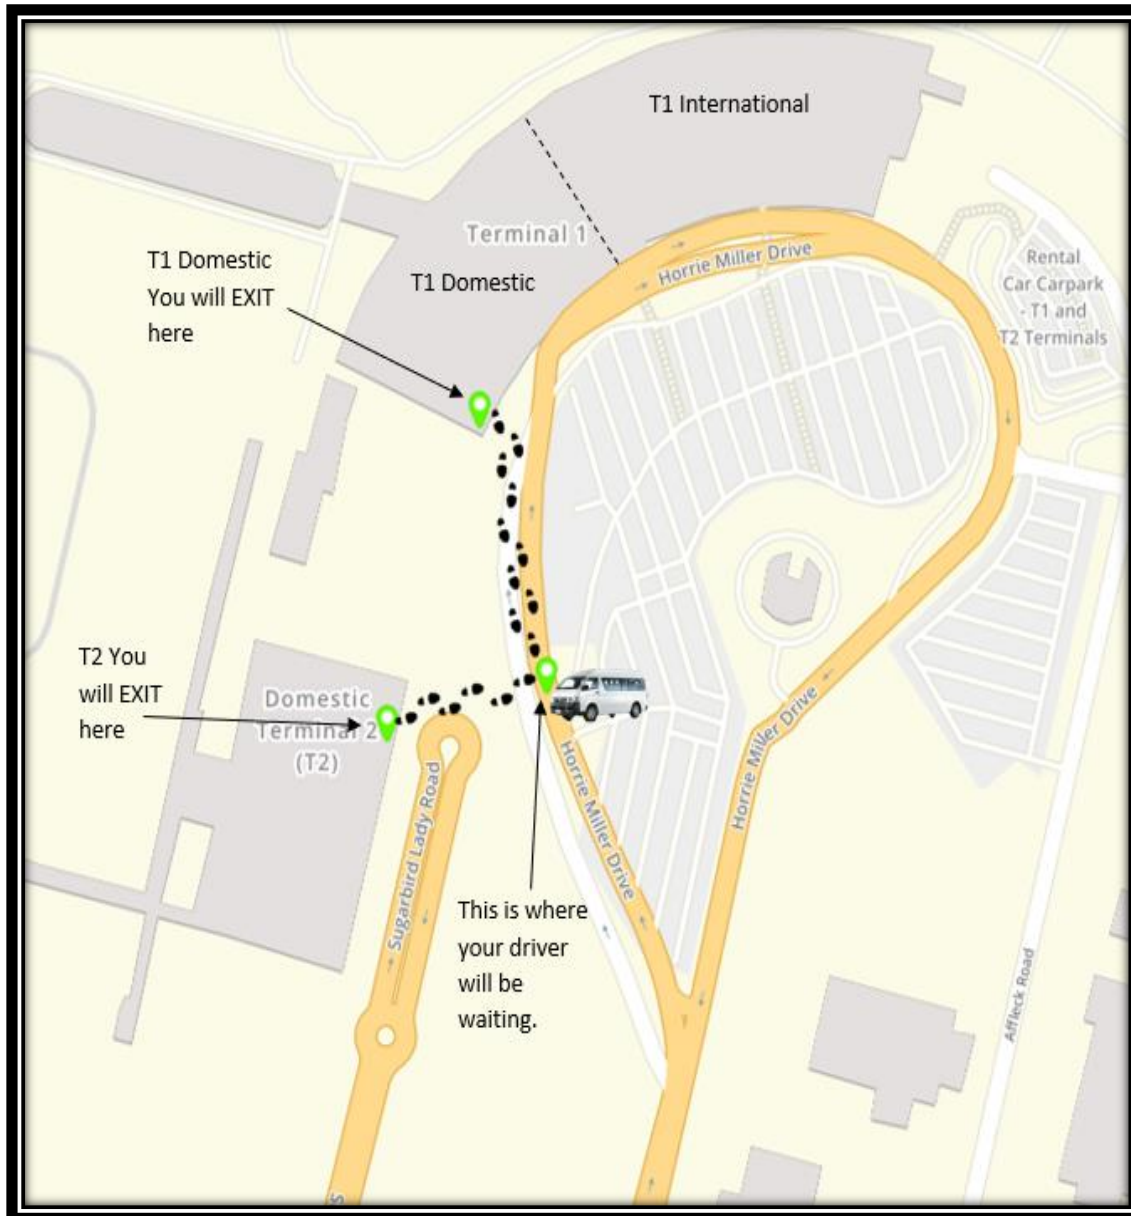 T1 International
Terminal 1
Horrie Miller Drive
T1 Domestic
You will EXIT
here
T1 Domestic
Rental
Car Carpark
- T1 and
T2 Terminals
T2 You
will EXIT
here
Domestic
Terminal 2
(T2)
Horrie Miller Drive
Horrie Miller Drive
Sugarbird Lady Road
This is where
your driver
will be
waiting.
Affleck Road